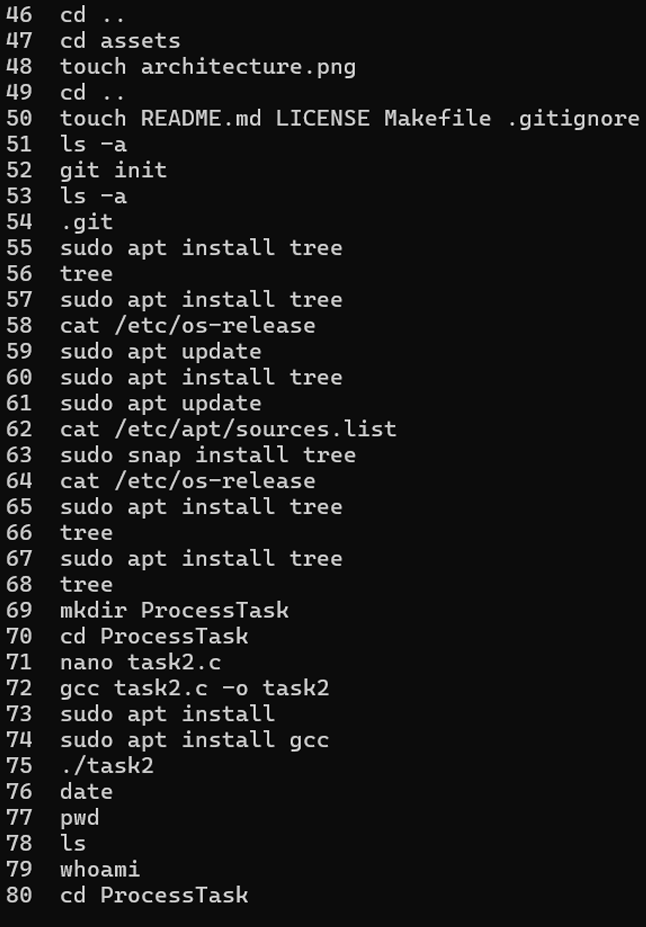 46 cd ..
47 cd assets
48 touch architecture.png
49 cd ..
50 touch README.md LICENSE Makefile .gitignore
51 ls -a
52 git init
53 ls -a
54 .git
55 sudo apt install tree
56 tree
57 sudo apt install tree
58 cat /etc/os-release
59 sudo apt update
60 sudo apt install tree
61 sudo apt update
62 cat /etc/apt/sources.list
63 sudo snap install tree
64 cat /etc/os-release
65 sudo apt install tree
66 tree
67 sudo apt install tree
68 tree
69 mkdir ProcessTask
70 cd ProcessTask
71 nano task2.c
72 gcc task2.c -o task2
73 sudo apt install
74 sudo apt install gcc
75 ./task2
76 date
77 pwd
78 ls
79 whoami
80 cd ProcessTask